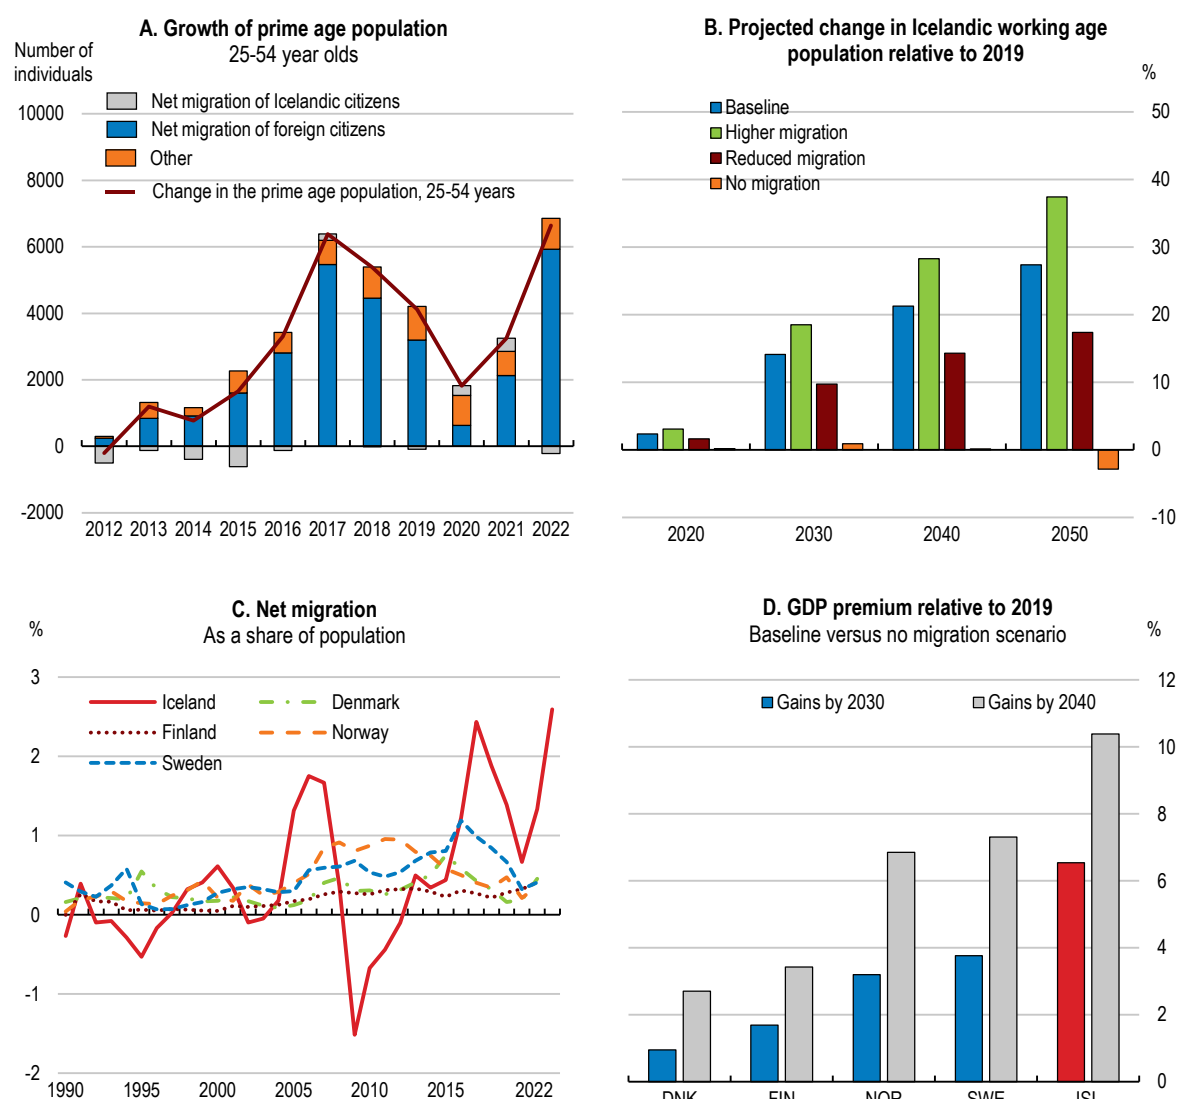 A. Growth of prime age population
25-54 year olds
Number of
individuals
Net migration of Icelandic citizens
Net migration of foreign citizens
Other
Change in the prime age population, 25-54 years
10000
8000
6000
4000
2000
0
-2000
2012 2013 2014 2015 2016 2017 2018 2019 2020 2021 2022
B. Projected change in Icelandic working age
population relative to 2019
%
Baseline
Higher migration
Reduced migration
No migration
50
40
30
20
10
0
-10
2020 2030 2040 2050
C. Net migration
As a share of population
%
Iceland
Denmark
Finland
Norway
Sweden
3
2
1
0
-1
-2
1990 1995 2000 2005 2010 2015 2022
D. GDP premium relative to 2019
Baseline versus no migration scenario
%
Gains by 2030
Gains by 2040
12
10
8
6
4
2
0
DNK FIN NOR SWE ISL